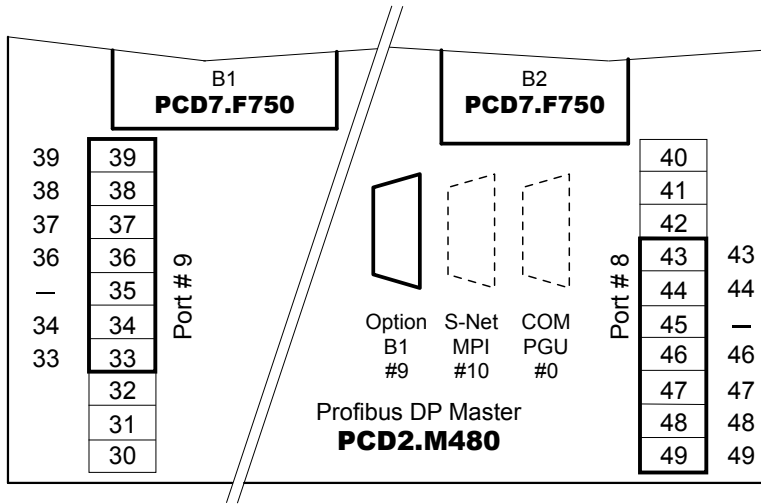 B1
PCD7.F750
B2
PCD7.F750
39 39
38 38
37 37
36 36
— 35
34 34
33 33
32
31
30
Port # 9
Option
B1
#9
S-Net
MPI
#10
COM
PGU
#0
Profibus DP Master
PCD2.M480
Port # 8
40
41
42
43 43
44 44
45 —
46 46
47 47
48 48
49 49